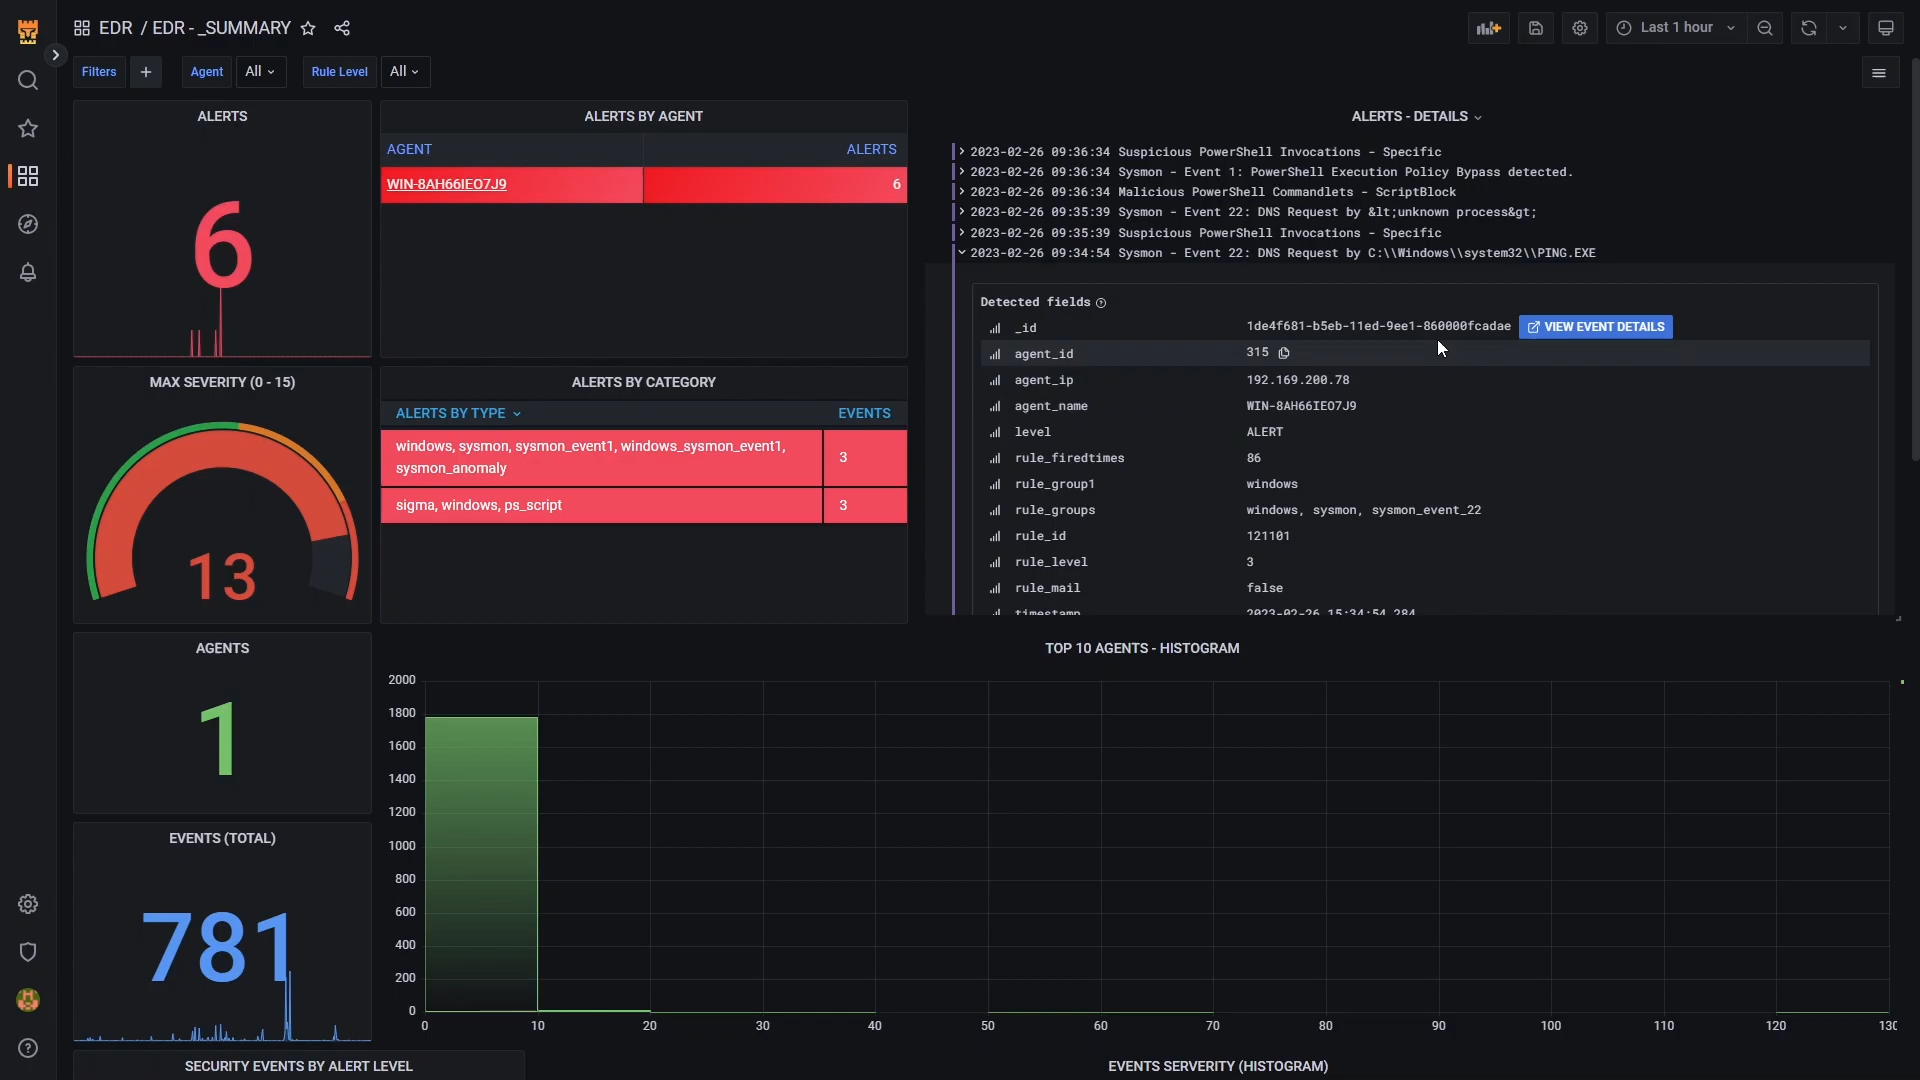 EDR / EDR - _SUMMARY
Last 1 hour
Filters
Agent
All
Rule Level
All
ALERTS
6
ALERTS BY AGENT
AGENT ALERTS
WIN-8AH66IEO7J9 6
ALERTS - DETAILS
2023-02-26 09:36:34 Suspicious PowerShell Invocations - Specific
2023-02-26 09:36:34 Sysmon - Event 1: PowerShell Execution Policy Bypass detected.
2023-02-26 09:36:34 Malicious PowerShell Commandlets - ScriptBlock
2023-02-26 09:35:39 Sysmon - Event 22: DNS Request by &lt;unknown process&gt;
2023-02-26 09:35:39 Suspicious PowerShell Invocations - Specific
2023-02-26 09:34:54 Sysmon - Event 22: DNS Request by C:\\Windows\\system32\\PING.EXE
Detected fields
_id 1de4f681-b5eb-11ed-9ee1-860000fcadae VIEW EVENT DETAILS
agent_id 315
agent_ip 192.169.200.78
agent_name WIN-8AH66IEO7J9
level ALERT
rule_firedtimes 86
rule_group1 windows
rule_groups windows, sysmon, sysmon_event_22
rule_id 121101
rule_level 3
rule_mail false
timestamp 2023-02-26 15:34:54.284
MAX SEVERITY (0 - 15)
13
ALERTS BY CATEGORY
ALERTS BY TYPE EVENTS
windows, sysmon, sysmon_event1, windows_sysmon_event1,
sysmon_anomaly
3
sigma, windows, ps_script 3
AGENTS
1
EVENTS (TOTAL)
781
TOP 10 AGENTS - HISTOGRAM
2000
1800
1600
1400
1200
1000
800
600
400
200
0
0 10 20 30 40 50 60 70 80 90 100 110 120 130
SECURITY EVENTS BY ALERT LEVEL
EVENTS SERVERITY (HISTOGRAM)